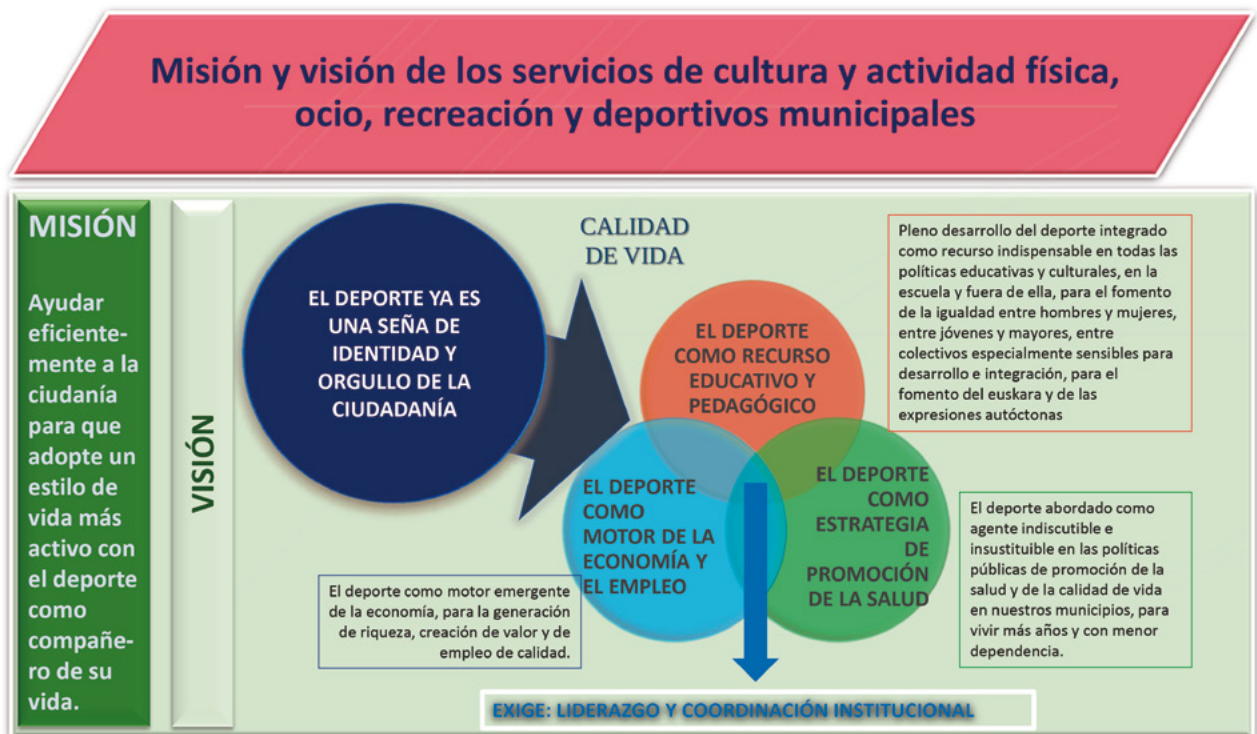 Misión y visión de los servicios de cultura y actividad física,
ocio, recreación y deportivos municipales
MISIÓN
Ayudar
eficiente-
mente a la
ciudanía
para que
adopte un
estilo de
vida más
activo con
el deporte
como
compañe-
ro de su
vida.
VISIÓN
EL DEPORTE YA ES
UNA SEÑA DE
IDENTIDAD Y
ORGULLO DE LA
CIUDADANÍA
CALIDAD
DE VIDA
EL DEPORTE
COMO RECURSO
EDUCATIVO Y
PEDAGÓGICO
Pleno desarrollo del deporte integrado
como recurso indispensable en todas las
políticas educativas y culturales, en la
escuela y fuera de ella, para el fomento
de la igualdad entre hombres y mujeres,
entre jóvenes y mayores, entre
colectivos especialmente sensibles para
desarrollo e integración, para el
fomento del euskara y de las
expresiones autóctonas
EL DEPORTE
COMO
MOTOR DE LA
ECONOMÍA Y
EL EMPLEO
El deporte como motor emergente
de la economía, para la generación
de riqueza, creación de valor y de
empleo de calidad.
EL DEPORTE
COMO
ESTRATEGIA
DE
PROMOCIÓN
DE LA SALUD
El deporte abordado como
agente indiscutible e
insustituible en las políticas
públicas de promoción de la
salud y de la calidad de vida
en nuestros municipios, para
vivir más años y con menor
dependencia.
EXIGE: LIDERAZGO Y COORDINACIÓN INSTITUCIONAL